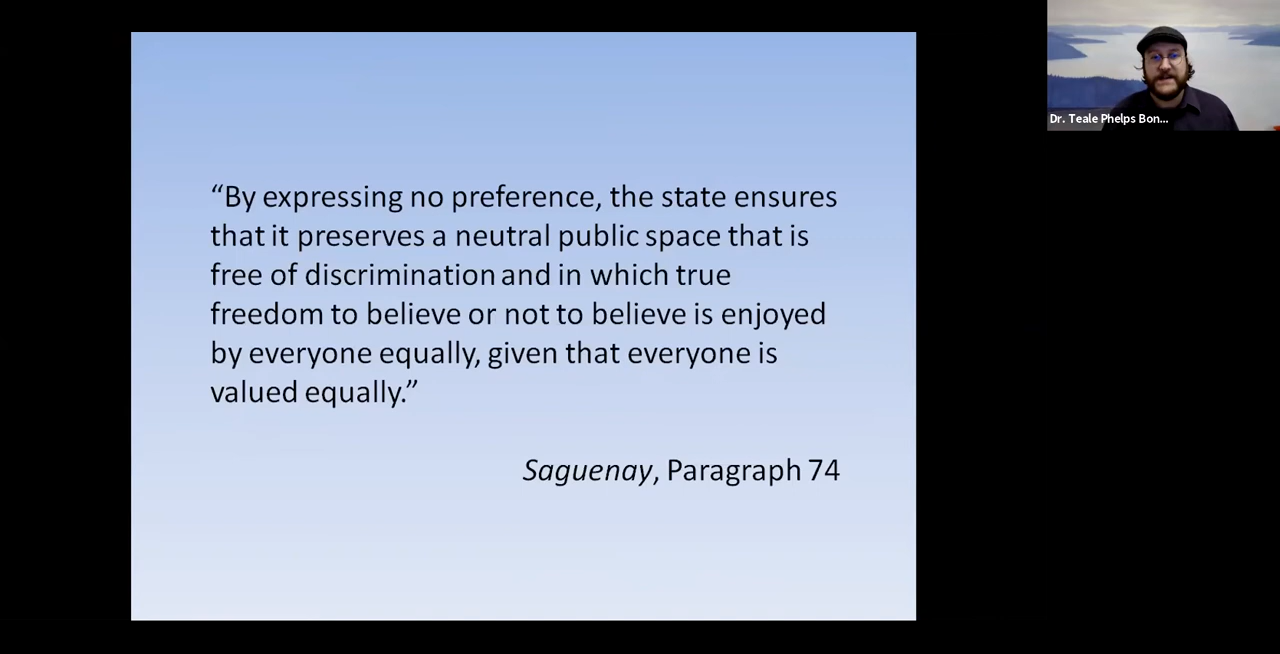 “By expressing no preference, the state ensures
that it preserves a neutral public space that is
free of discrimination and in which true
freedom to believe or not to believe is enjoyed
by everyone equally, given that everyone is
valued equally.”
Saguenay, Paragraph 74
Dr. Teale Phelps Bon...